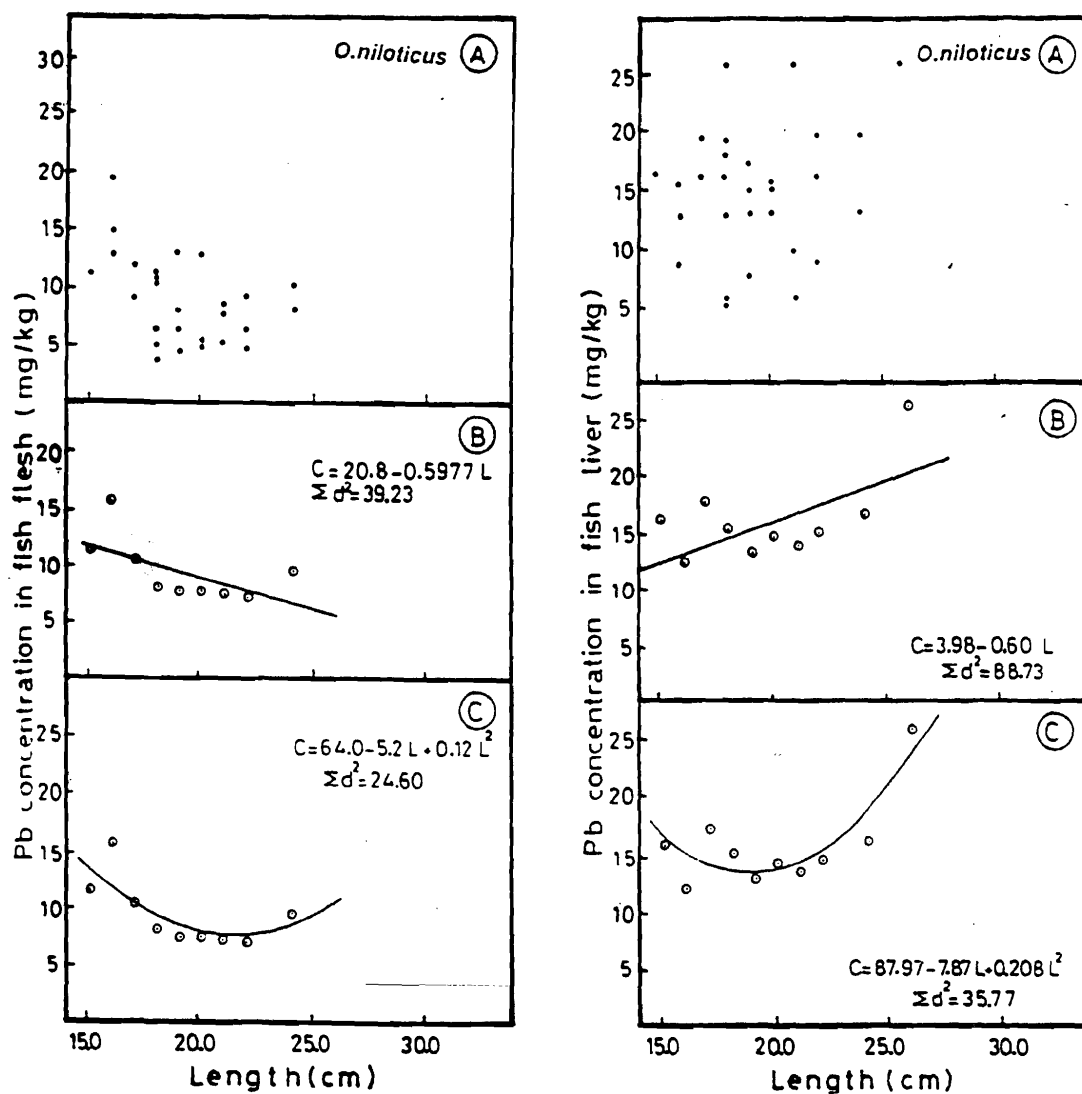 O.niloticus A
30
25
20
15
10
5
B
C=20.8-0.5977 L
Σd²=39.23
20
15
10
5
C
C=64.0-5.2 L+0.12 L²
Σd²=24.60
25
20
15
10
5
15.0 20.0 25.0 30.0
Length(cm)
Pb concentration in fish flesh (mg/kg)
O.niloticus A
25
20
15
10
5
B
25
20
15
10
5
C=3.98-0.60 L
Σd²=88.73
C
25
20
15
10
5
C=87.97-7.87L+0.208L²
Σd²=35.77
15.0 20.0 25.0 30.0
Length(cm)
Pb concentration in fish liver (mg/kg)